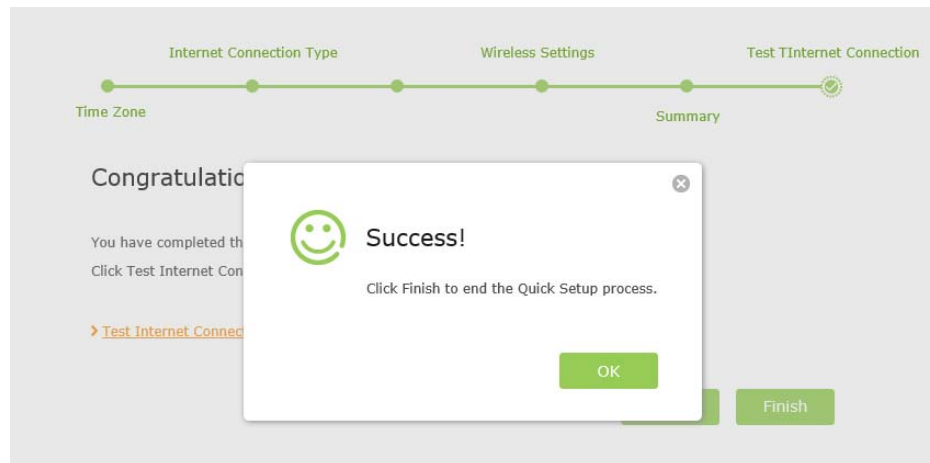 Internet Connection Type
Wireless Settings
Test TInternet Connection
Time Zone
Summary
Congratulatio
You have completed th
Click Test Internet Con
Test Internet Connec
Success!
Click Finish to end the Quick Setup process.
OK
Finish